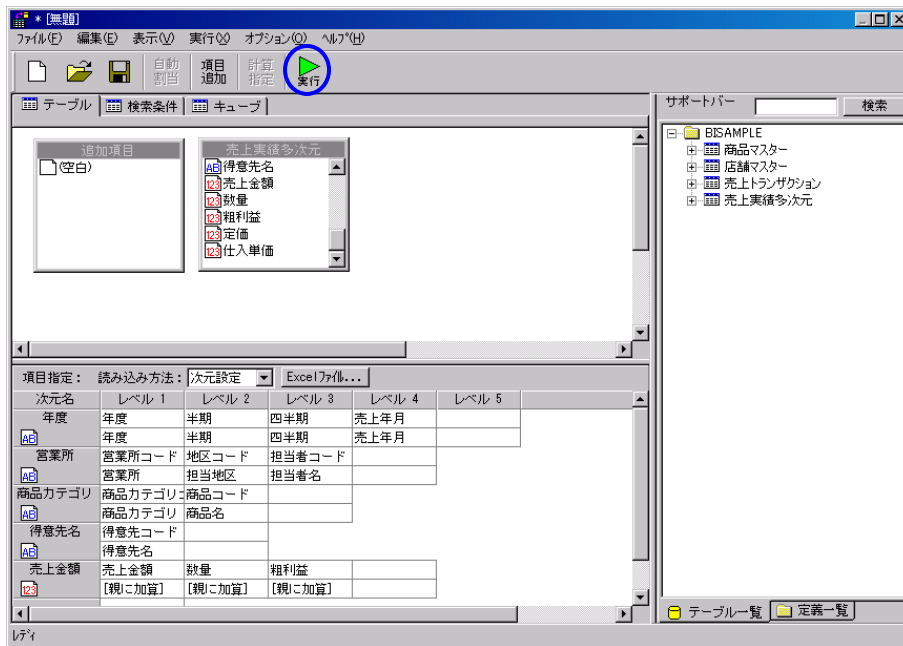 * [無題]
ファイル(F) 編集(E) 表示(V) 実行(X) オプション(O) ヘルプ(H)
自動割当 項目追加 計算指定 実行
テーブル 検索条件 キューブ
サポートバー 検索
追加項目
(空白)
売上実績多次元
得意先名
売上金額
数量
粗利益
定価
仕入単価
BISAMPLE
商品マスター
店舗マスター
売上トランザクション
売上実績多次元
項目指定: 読み込み方法: 次元設定 Excelファイル...
次元名 レベル 1 レベル 2 レベル 3 レベル 4 レベル 5
年度 年度 半期 四半期 売上年月
AB 年度 半期 四半期 売上年月
営業所 営業所コード 地区コード 担当者コード
AB 営業所 担当地区 担当者名
商品カテゴリ 商品カテゴリコ 商品コード
AB 商品カテゴリ 商品名
得意先名 得意先コード
AB 得意先名
売上金額 売上金額 数量 粗利益
123 [親に加算] [親に加算] [親に加算]
テーブル一覧 定義一覧
レディ